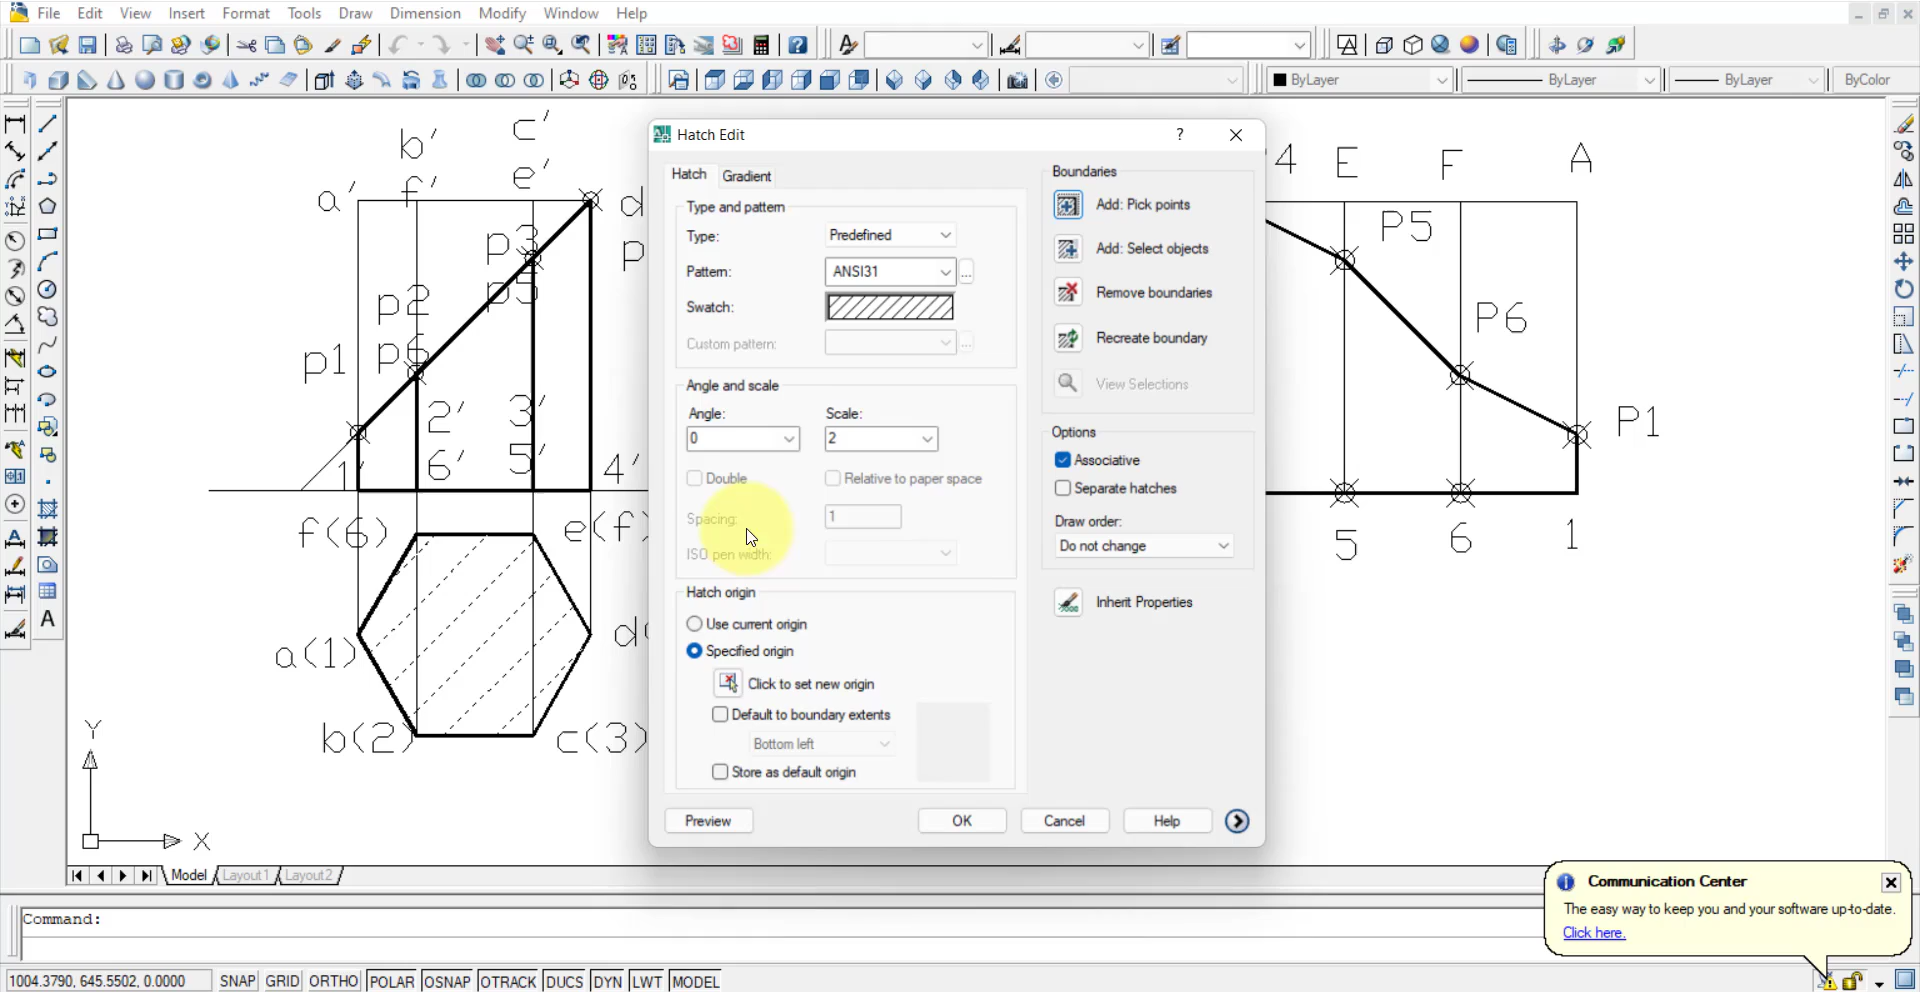 File Edit View Insert Format Tools Draw Dimension Modify Window Help
ByLayer ByLayer ByLayer ByColor
b' c'
a' f' e' d
p3 p
p2 p5
p1 p6
2' 3'
1' 6' 5' 4'
f(6) e(f)
a(1) d
b(2) c(3)
Y
X
Hatch Edit
Hatch Gradient
Type and pattern
Type: Predefined
Pattern: ANSI31 ...
Swatch:
Custom pattern: ...
Angle and scale
Angle: Scale:
0 2
Double Relative to paper space
Spacing: 1
ISO pen width:
Hatch origin
Use current origin
Specified origin
Click to set new origin
Default to boundary extents
Bottom left
Store as default origin
Boundaries
Add: Pick points
Add: Select objects
Remove boundaries
Recreate boundary
View Selections
Options
Associative
Separate hatches
Draw order:
Do not change
Inherit Properties
Preview OK Cancel Help
4 E F A
P5
P6
P1
5 6 1
Model Layout1 Layout2
Command:
Communication Center
The easy way to keep you and your software up-to-date.
Click here.
1004.3790, 645.5502, 0.0000 SNAP GRID ORTHO POLAR OSNAP OTRACK DUCS DYN LWT MODEL